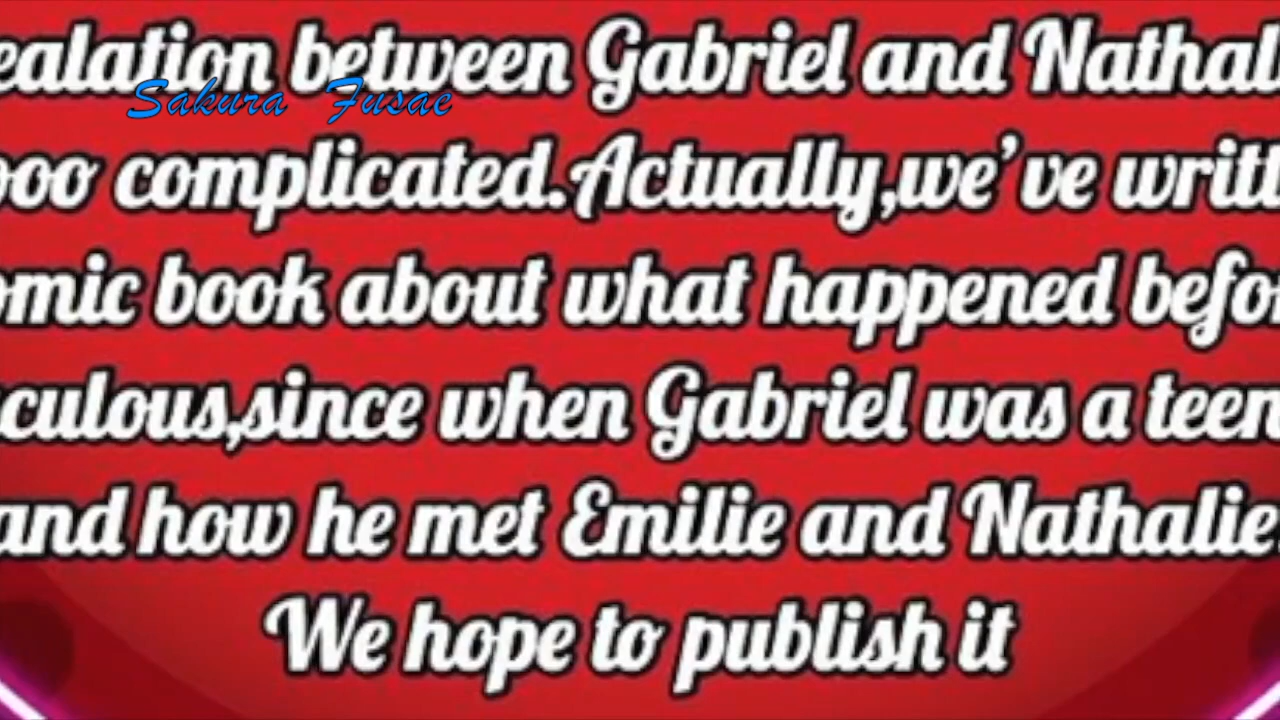 ealation between Gabriel and Nathal
Sakura Fusae
ooo complicated.Actually,we've writt
omic book about what happened befo
culous,since when Gabriel was a teen
and how he met Emilie and Nathalie.
We hope to publish it